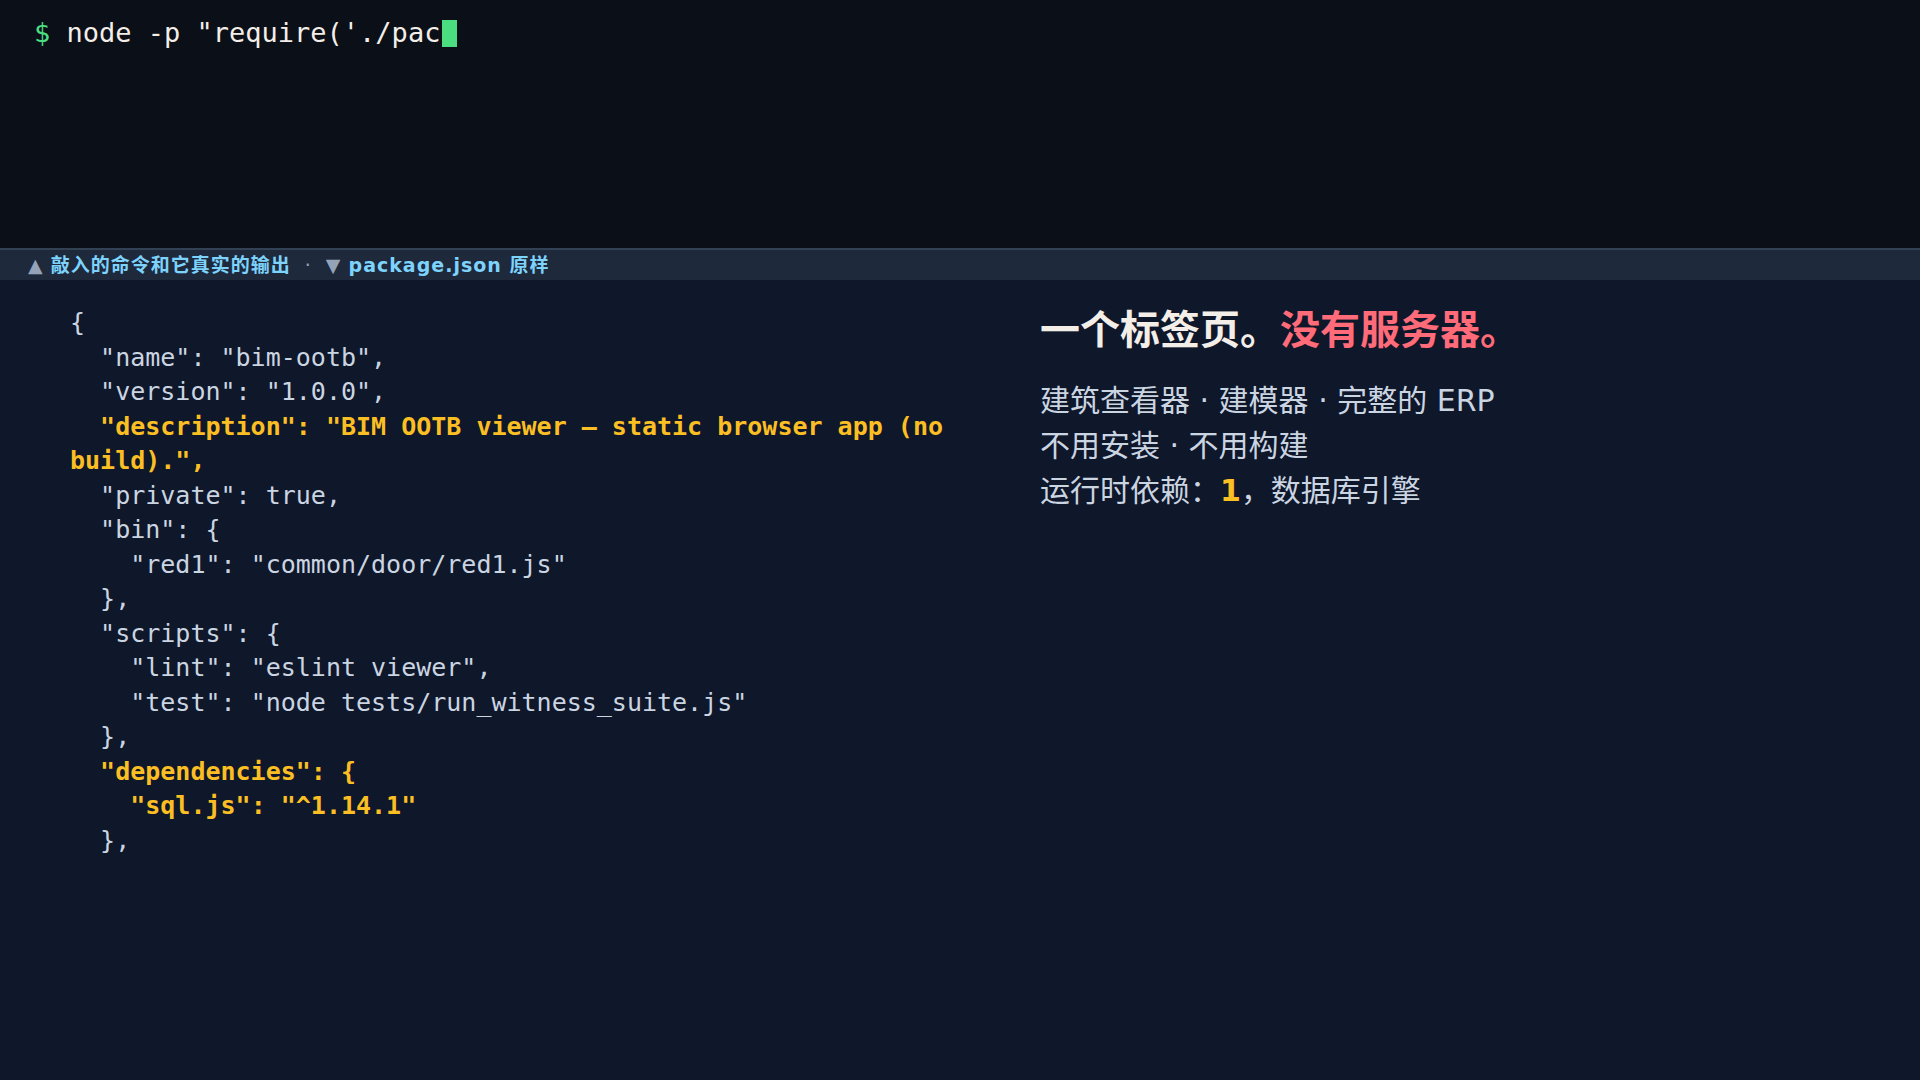 $ node -p "require('./pac
▲ 敲入的命令和它真实的输出 · ▼ package.json 原样
{
  "name": "bim-ootb",
  "version": "1.0.0",
  "description": "BIM OOTB viewer — static browser app (no
build).",
  "private": true,
  "bin": {
    "red1": "common/door/red1.js"
  },
  "scripts": {
    "lint": "eslint viewer",
    "test": "node tests/run_witness_suite.js"
  },
  "dependencies": {
    "sql.js": "^1.14.1"
  },
一个标签页。没有服务器。
建筑查看器 · 建模器 · 完整的 ERP
不用安装 · 不用构建
运行时依赖：1，数据库引擎